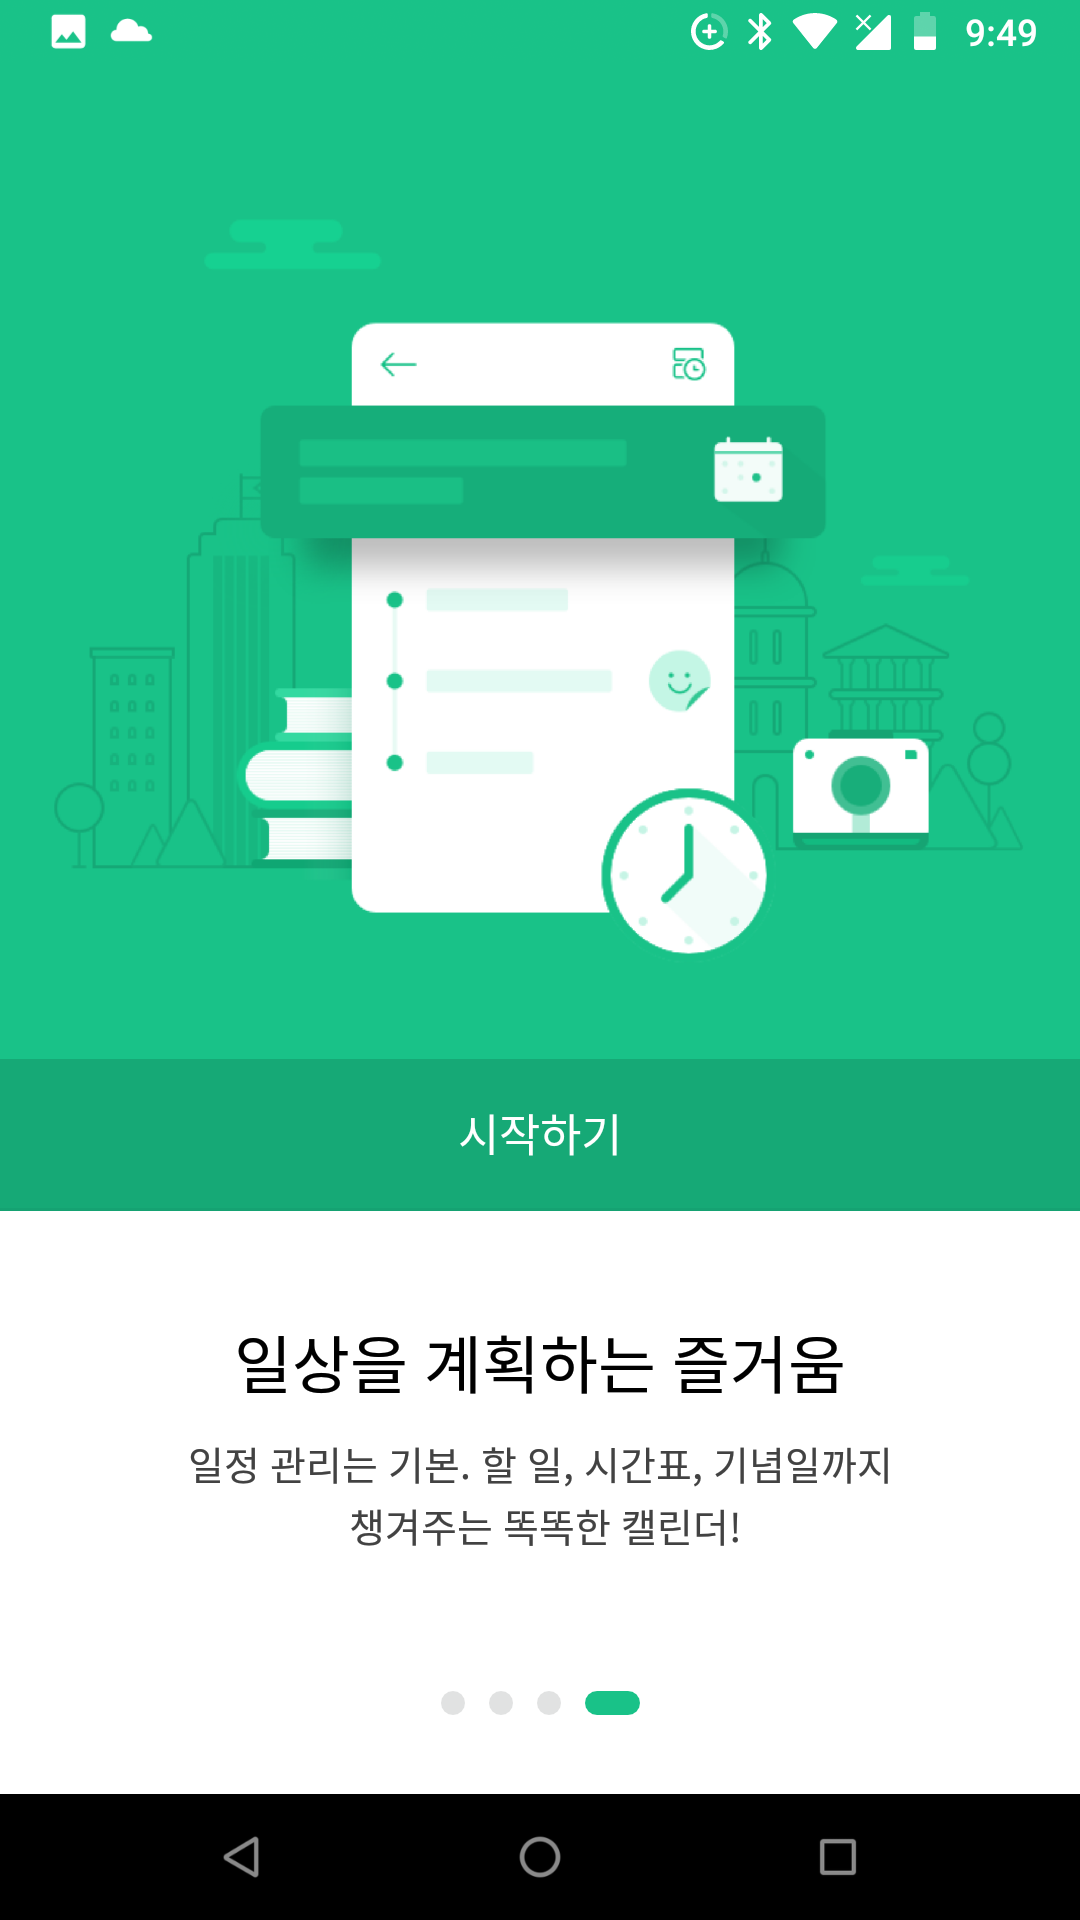 9:49
시작하기
일상을 계획하는 즐거움
일정 관리는 기본. 할 일, 시간표, 기념일까지
챙겨주는 똑똑한 캘린더!